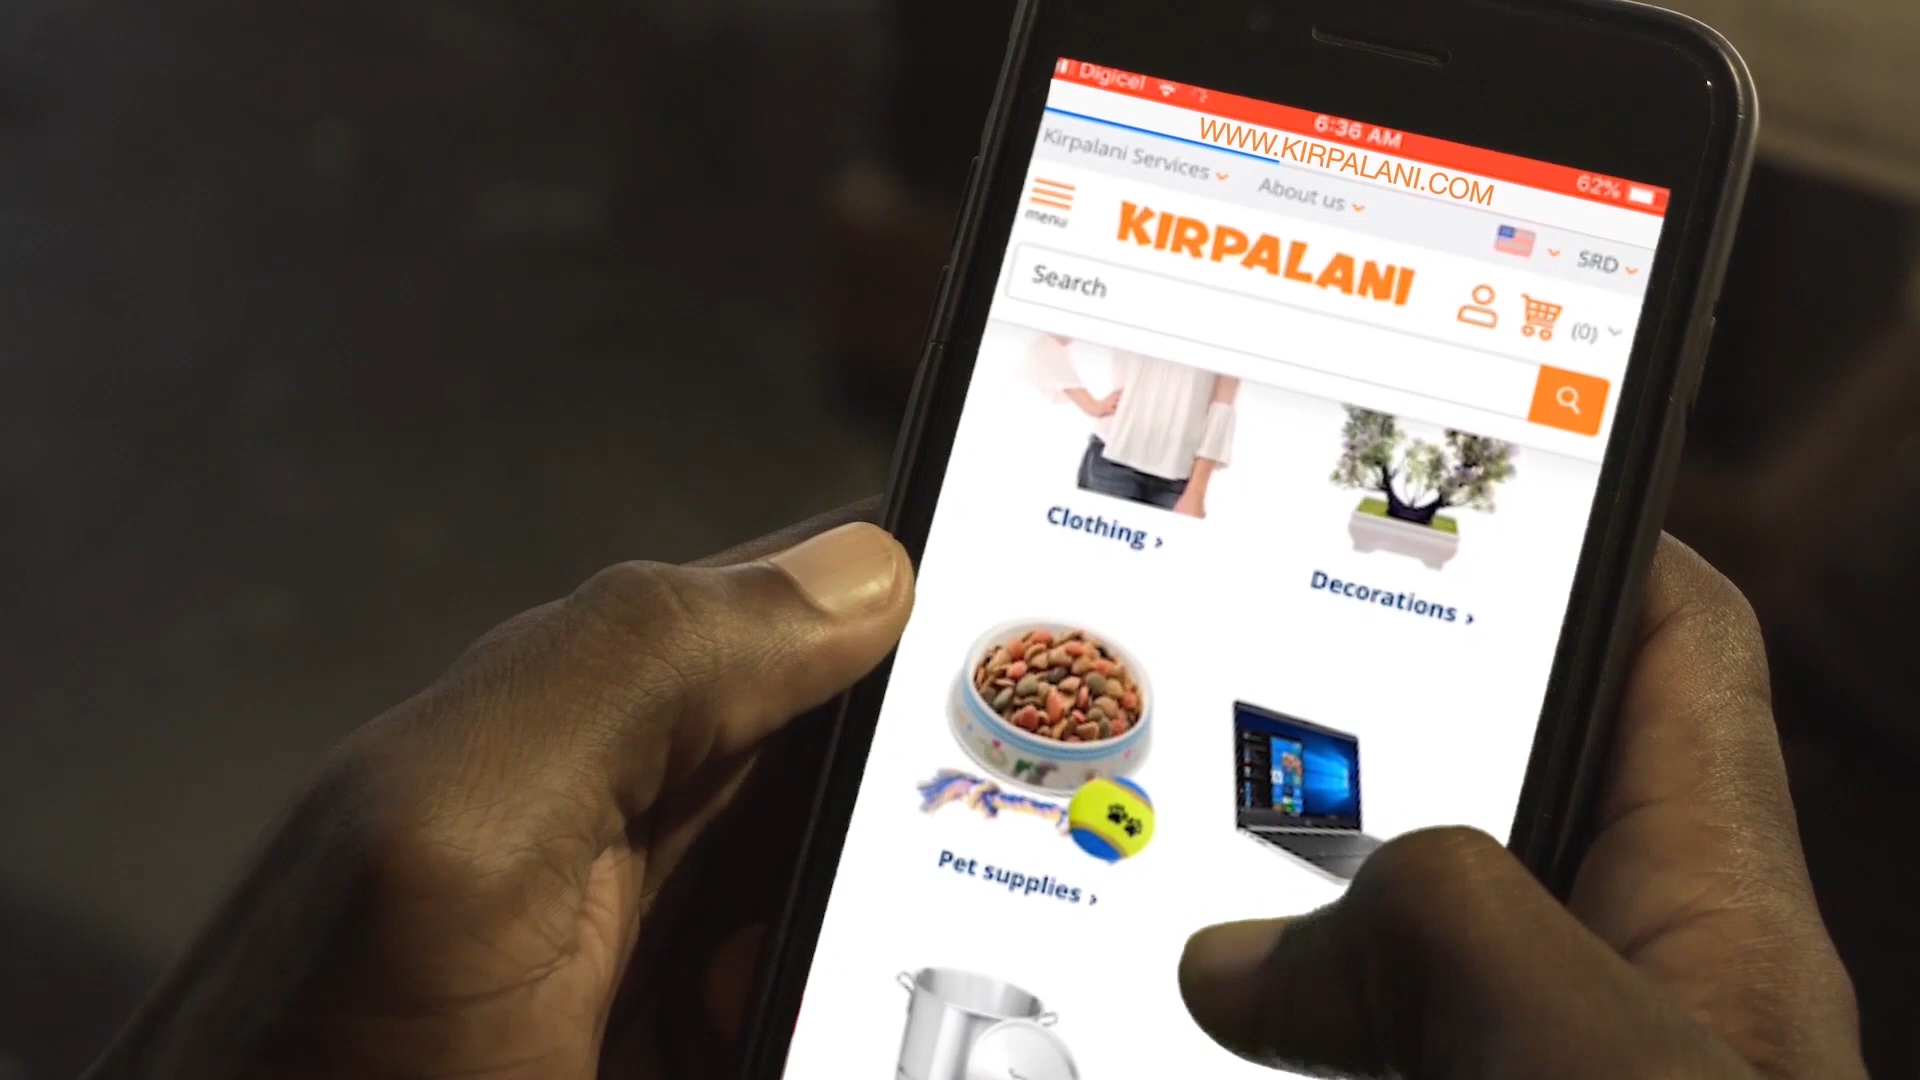 Digicel
6:36 AM
62%
WWW.KIRPALANI.COM
Kirpalani Services
About us
SRD
menu
KIRPALANI
Search
(0)
Clothing ›
Decorations ›
Pet supplies ›